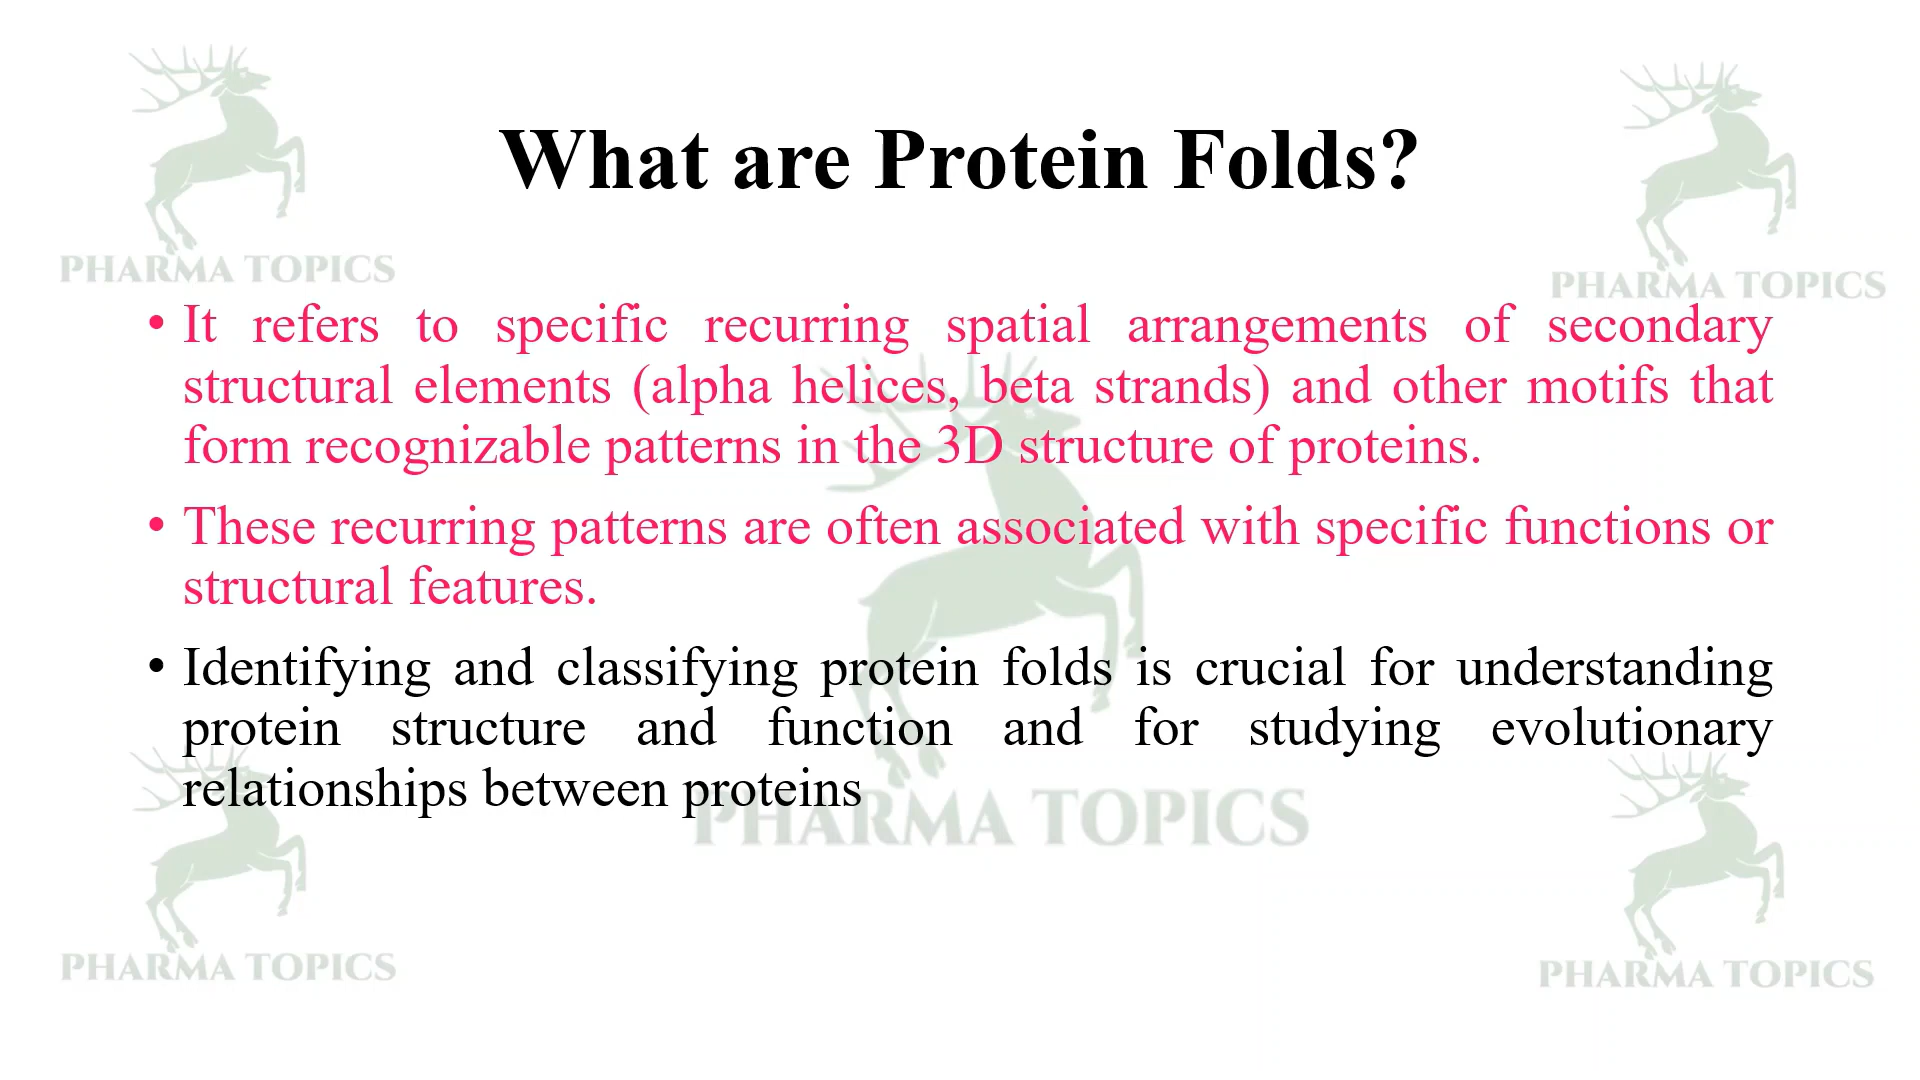 What are Protein Folds?
PHARMA TOPICS
PHARMA TOPICS
• It refers to specific recurring spatial arrangements of secondary
structural elements (alpha helices, beta strands) and other motifs that
form recognizable patterns in the 3D structure of proteins.
• These recurring patterns are often associated with specific functions or
structural features.
• Identifying and classifying protein folds is crucial for understanding
protein structure and function and for studying evolutionary
relationships between proteins
PHARMA TOPICS
PHARMA TOPICS
PHARMA TOPICS